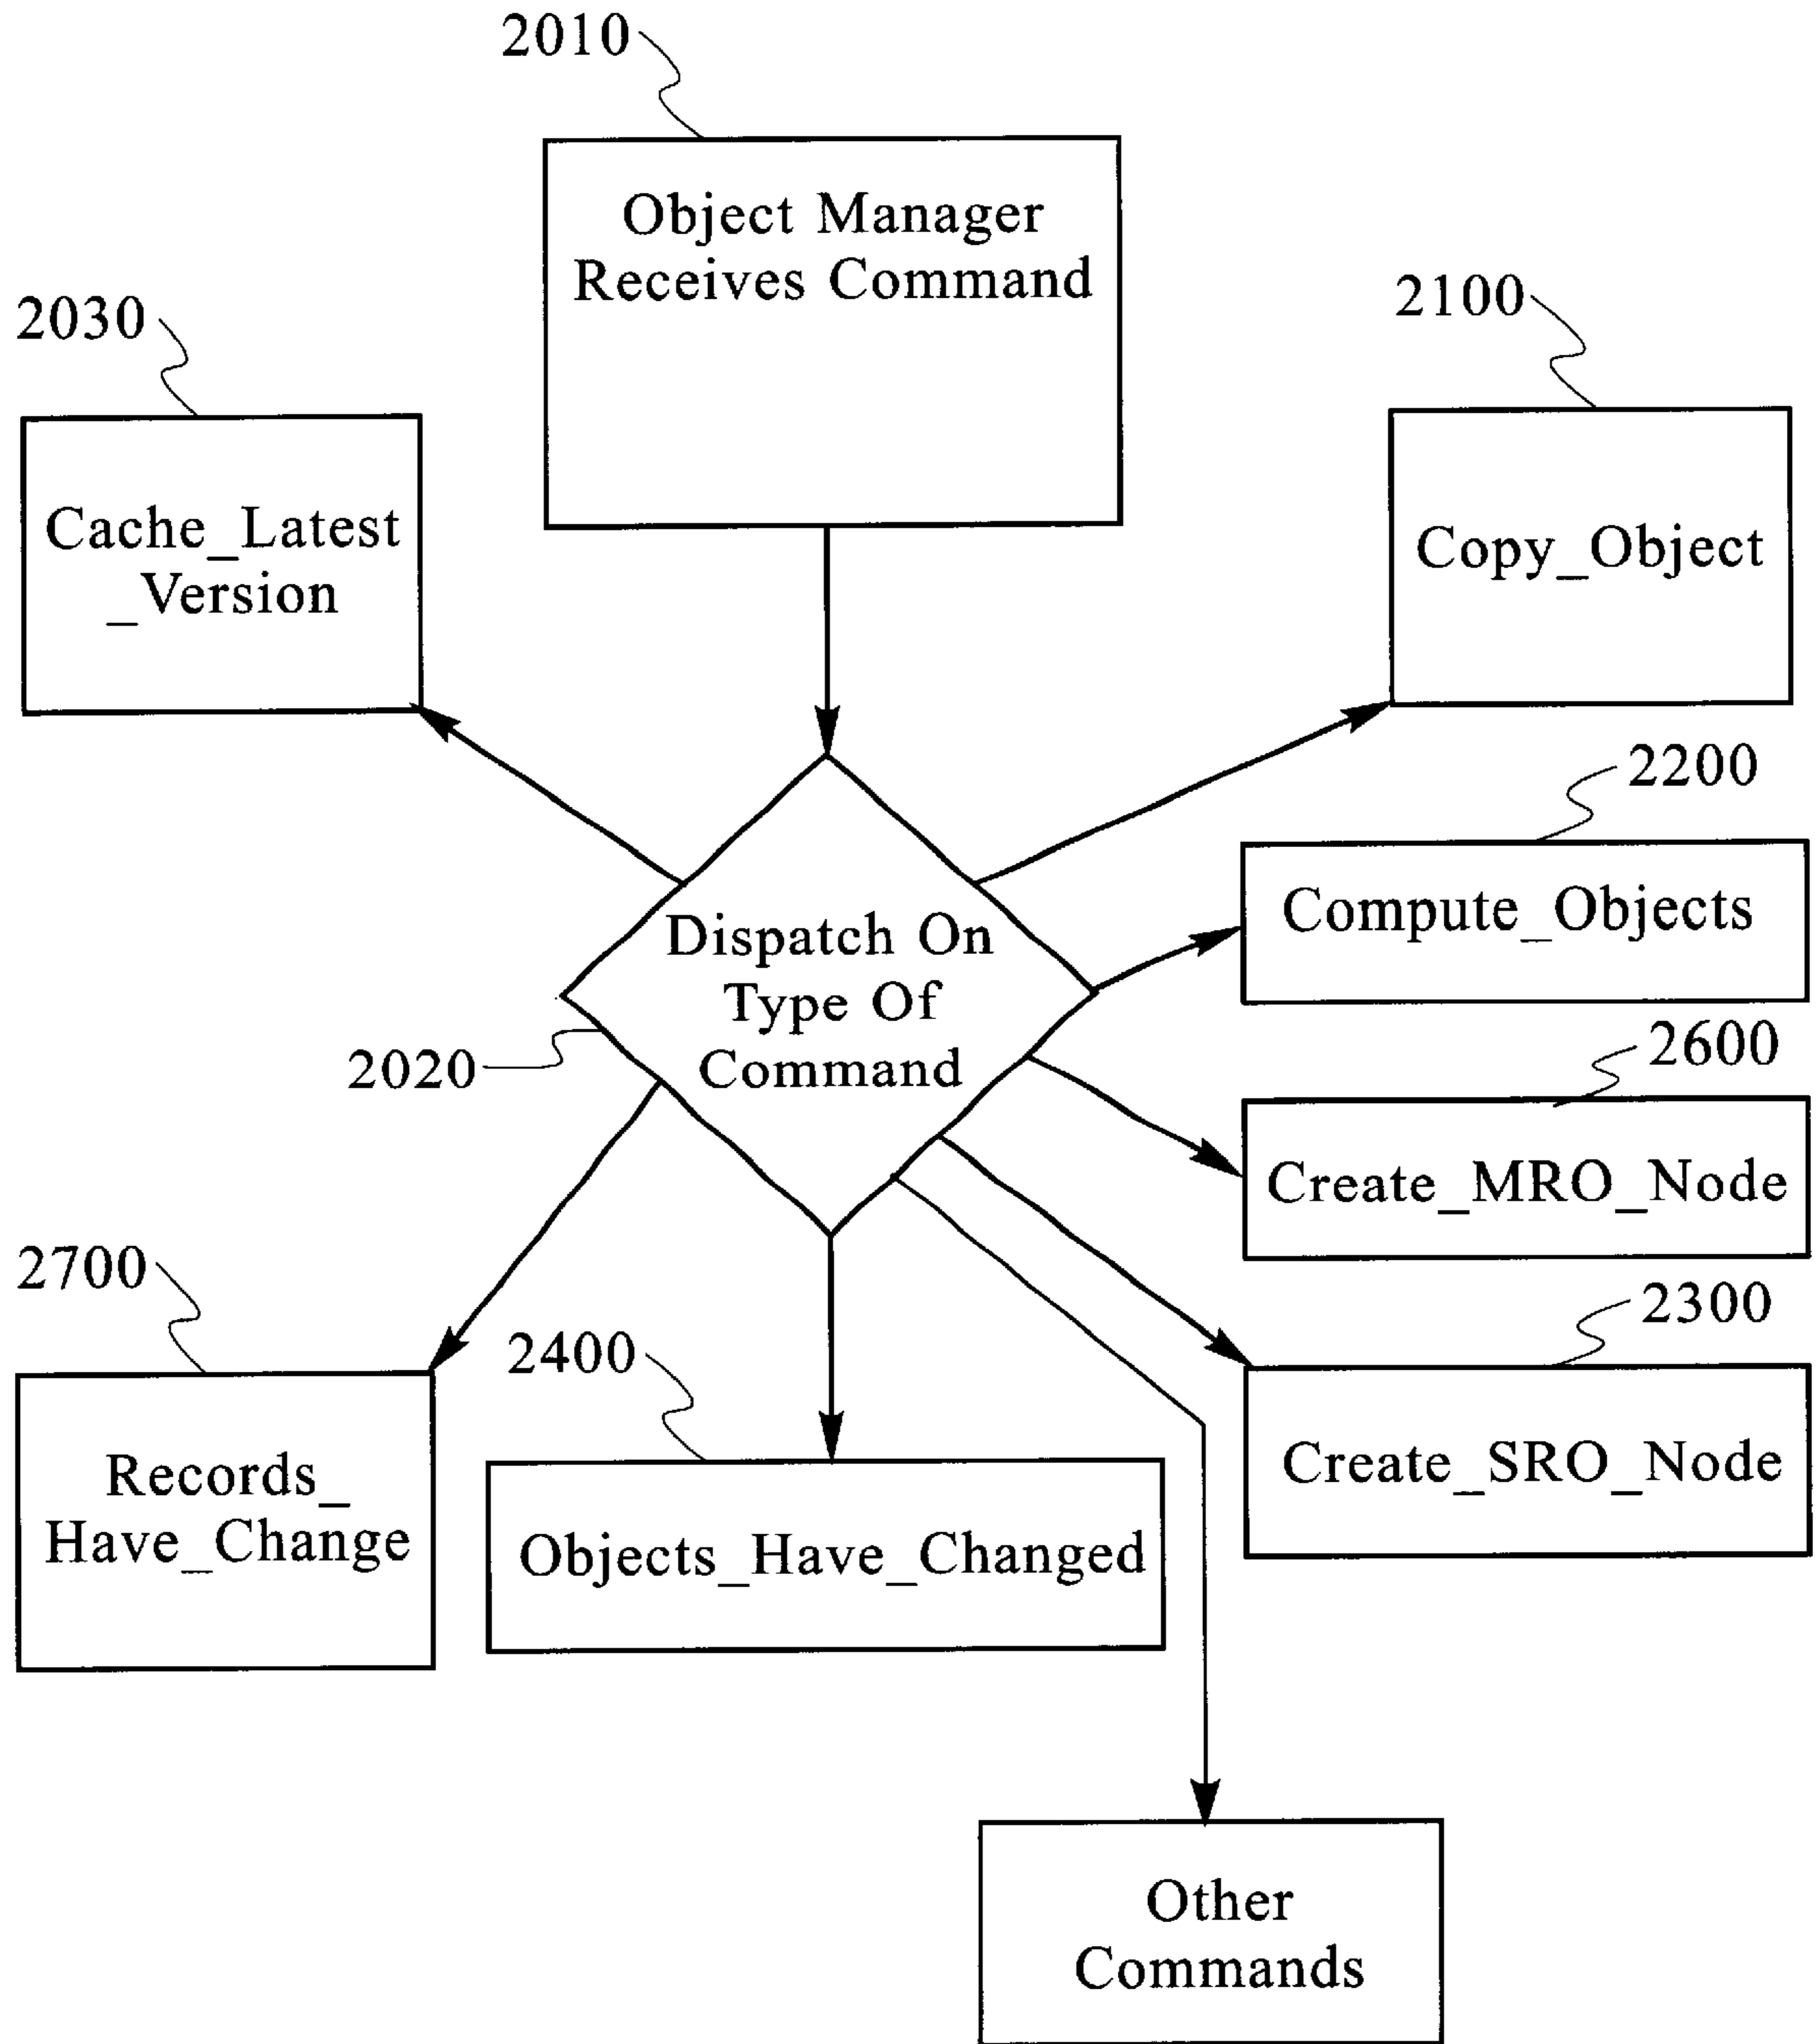 2010
Object Manager
Receives Command
2030
Cache_Latest
_Version
2100
Copy_Object
2200
Compute_Objects
Dispatch On
Type Of
Command
2020
2600
Create_MRO_Node
2300
Create_SRO_Node
2700
Records_
Have_Change
2400
Objects_Have_Changed
Other
Commands